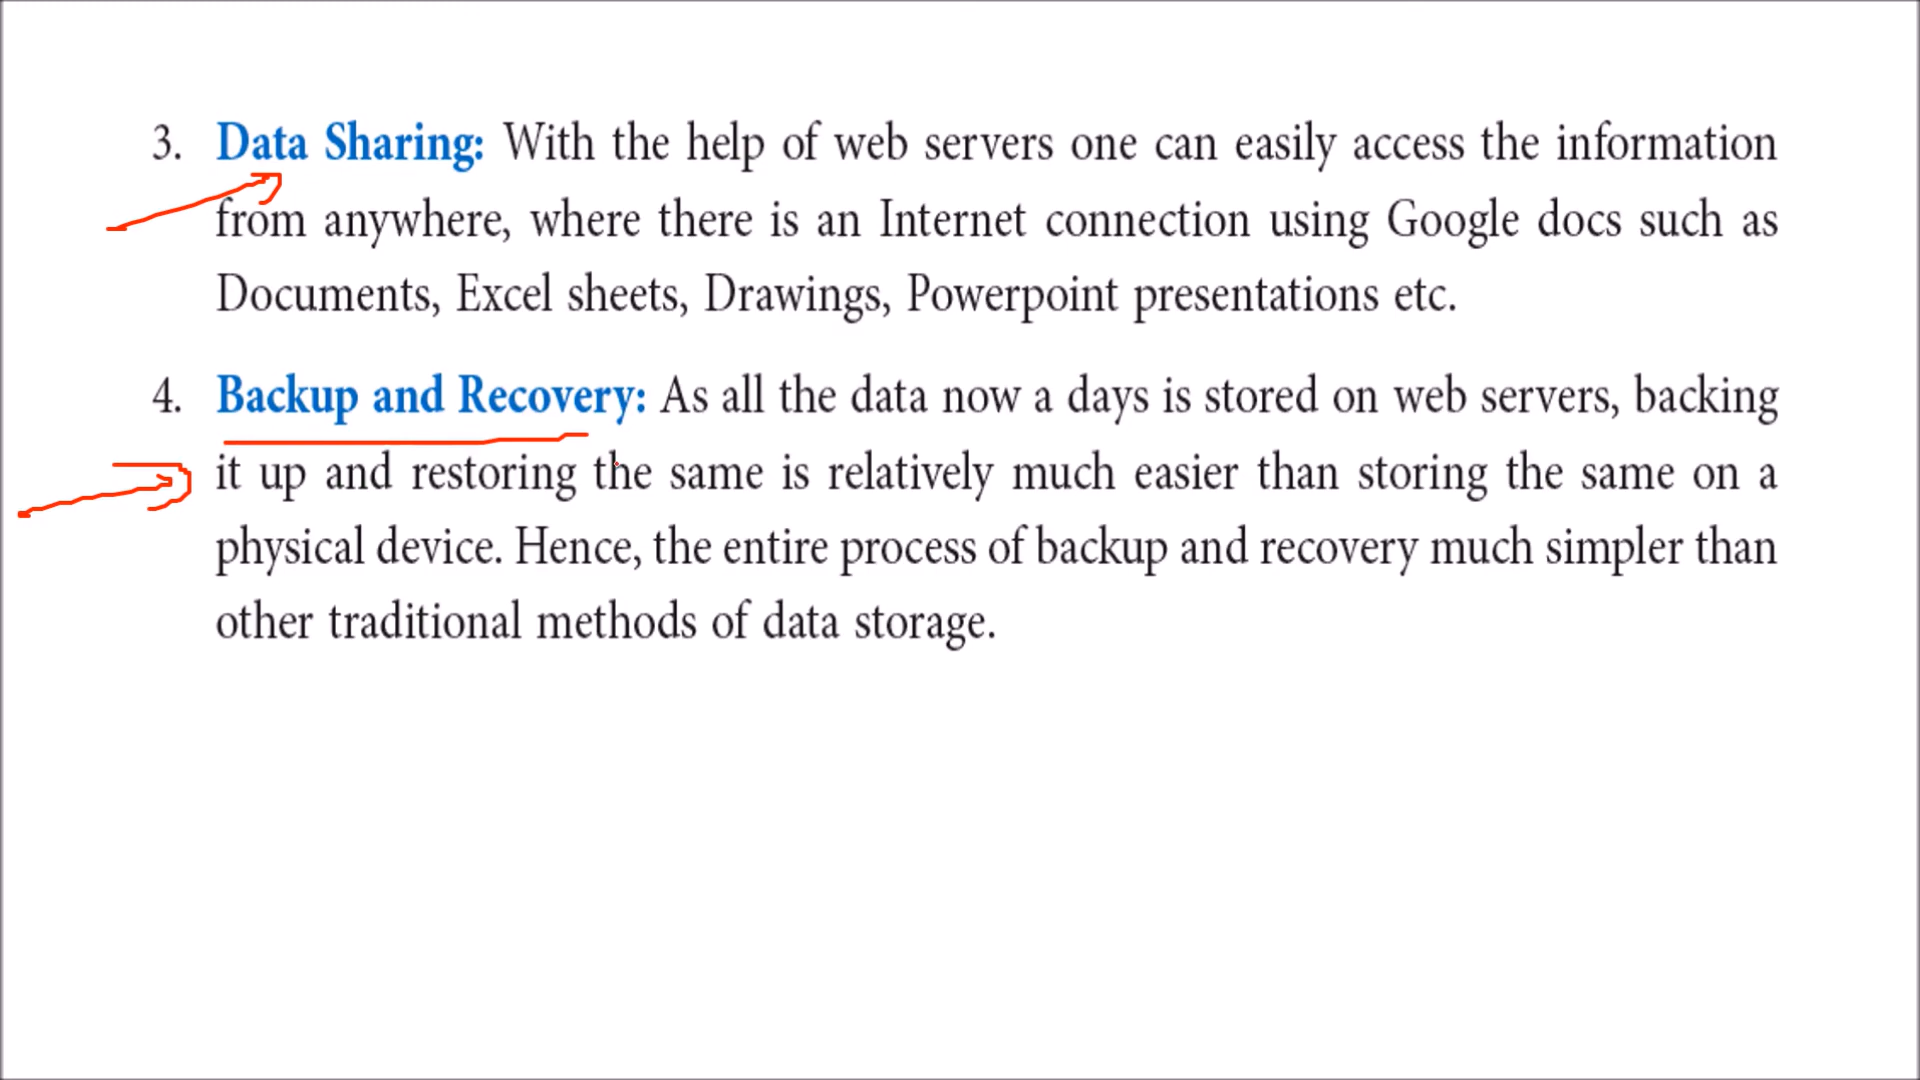 3. Data Sharing: With the help of web servers one can easily access the information
from anywhere, where there is an Internet connection using Google docs such as
Documents, Excel sheets, Drawings, Powerpoint presentations etc.
4. Backup and Recovery: As all the data now a days is stored on web servers, backing
it up and restoring the same is relatively much easier than storing the same on a
physical device. Hence, the entire process of backup and recovery much simpler than
other traditional methods of data storage.